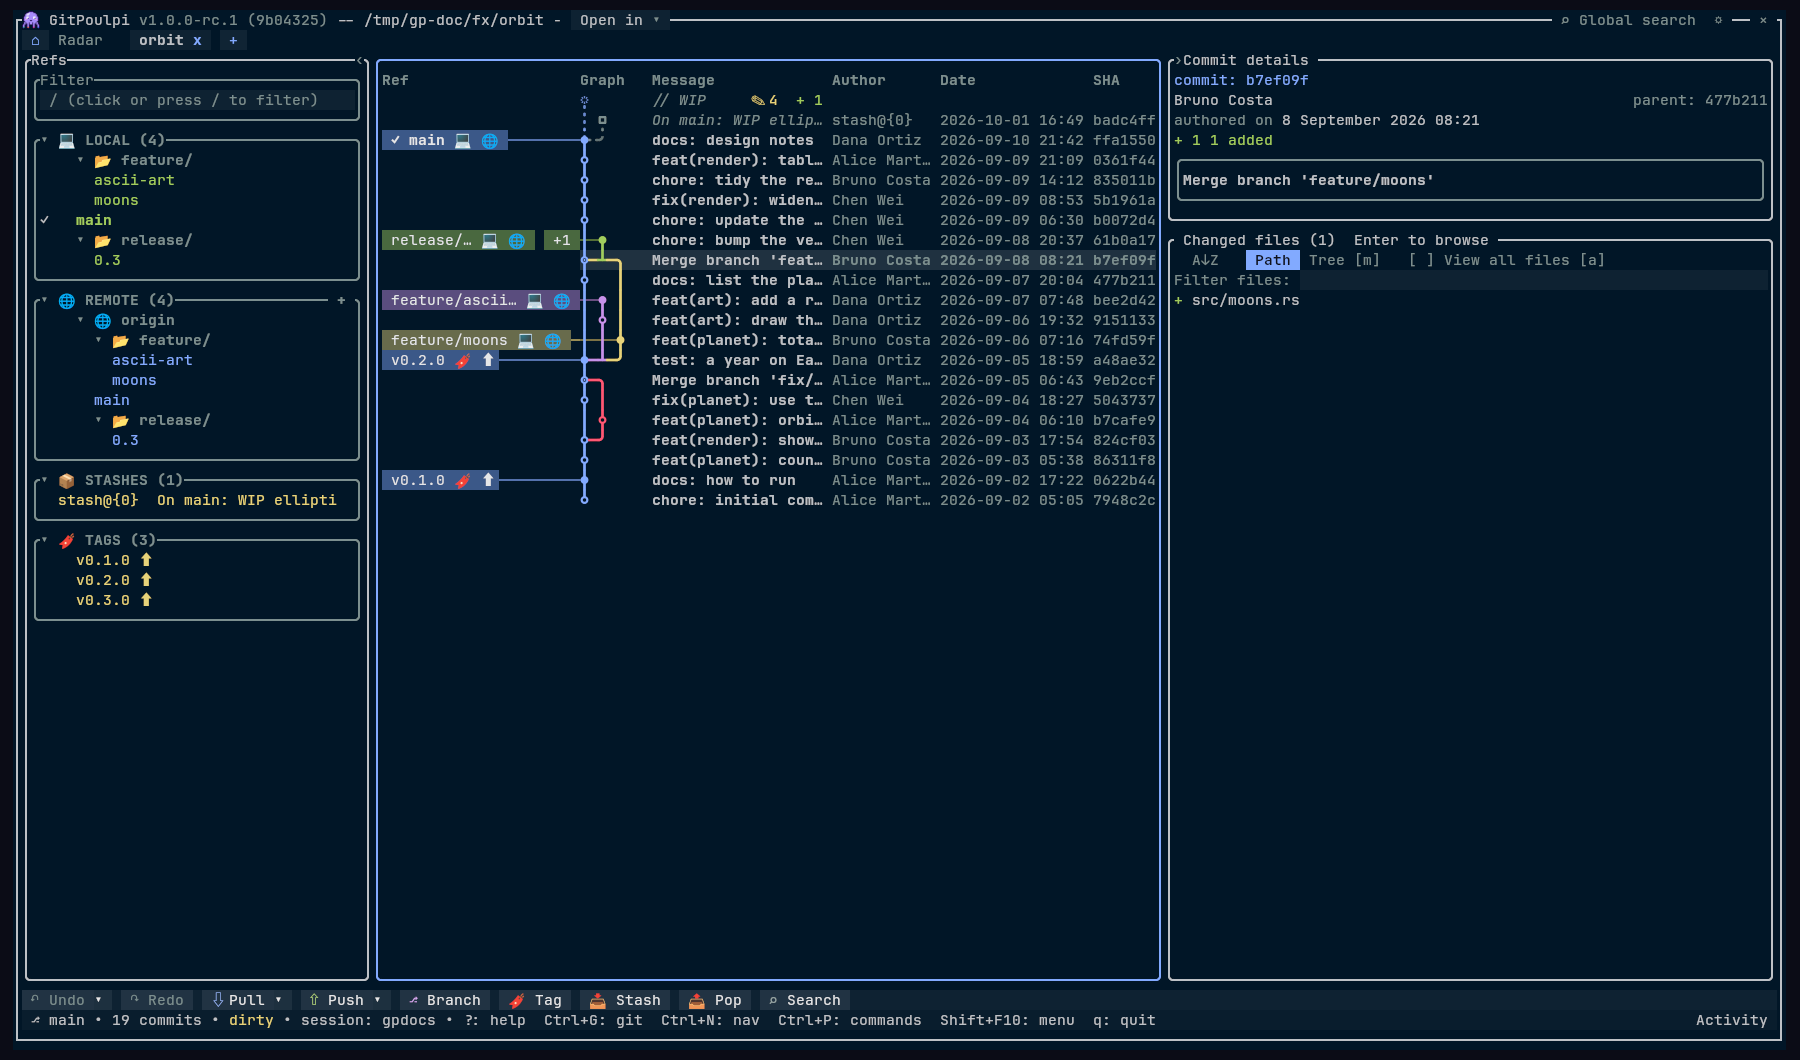 GitPoulpi v1.0.0-rc.1 (9b04325) -- /tmp/gp-doc/fx/orbit - Open in ▾ ⌕ Global search ☼ — ×
⌂ Radar orbit x +
Refs ‹
Filter
/ (click or press / to filter)
▾ 💻 LOCAL (4)
▾ 📂 feature/
ascii-art
moons
✓ main
▾ 📂 release/
0.3
▾ 🌐 REMOTE (4) +
▾ 🌐 origin
▾ 📂 feature/
ascii-art
moons
main
▾ 📂 release/
0.3
▾ 📦 STASHES (1)
stash@{0} On main: WIP ellipti
▾ 🔖 TAGS (3)
v0.1.0 ⬆
v0.2.0 ⬆
v0.3.0 ⬆
Ref Graph Message Author Date SHA
// WIP ✎ 4 + 1
On main: WIP ellip… stash@{0} 2026-10-01 16:49 badc4ff
✓ main 💻 🌐 docs: design notes Dana Ortiz 2026-09-10 21:42 ffa1550
feat(render): tabl… Alice Mart… 2026-09-09 21:09 0361f44
chore: tidy the re… Bruno Costa 2026-09-09 14:12 835011b
fix(render): widen… Chen Wei 2026-09-09 08:53 5b1961a
chore: update the … Chen Wei 2026-09-09 06:30 b0072d4
release/… 💻 🌐 +1 chore: bump the ve… Chen Wei 2026-09-08 20:37 61b0a17
Merge branch 'feat… Bruno Costa 2026-09-08 08:21 b7ef09f
docs: list the pla… Alice Mart… 2026-09-07 20:04 477b211
feature/ascii… 💻 🌐 feat(art): add a r… Dana Ortiz 2026-09-07 07:48 bee2d42
feat(art): draw th… Dana Ortiz 2026-09-06 19:32 9151133
feature/moons 💻 🌐 feat(planet): tota… Bruno Costa 2026-09-06 07:16 74fd59f
v0.2.0 🔖 ⬆ test: a year on Ea… Dana Ortiz 2026-09-05 18:59 a48ae32
Merge branch 'fix/… Alice Mart… 2026-09-05 06:43 9eb2ccf
fix(planet): use t… Chen Wei 2026-09-04 18:27 5043737
feat(planet): orbi… Alice Mart… 2026-09-04 06:10 b7cafe9
feat(render): show… Bruno Costa 2026-09-03 17:54 824cf03
feat(planet): coun… Bruno Costa 2026-09-03 05:38 86311f8
v0.1.0 🔖 ⬆ docs: how to run Alice Mart… 2026-09-02 17:22 0622b44
chore: initial com… Alice Mart… 2026-09-02 05:05 7948c2c
›Commit details
commit: b7ef09f
Bruno Costa parent: 477b211
authored on 8 September 2026 08:21
+ 1 1 added
Merge branch 'feature/moons'
Changed files (1) Enter to browse
A↓Z Path Tree [m] [ ] View all files [a]
Filter files:
+ src/moons.rs
↶ Undo ▾ ↷ Redo ⇩ Pull ▾ ⇧ Push ▾ ⎇ Branch 🔖 Tag 📥 Stash 📤 Pop ⌕ Search
⎇ main • 19 commits • dirty • session: gpdocs • ?: help Ctrl+G: git Ctrl+N: nav Ctrl+P: commands Shift+F10: menu q: quit Activity